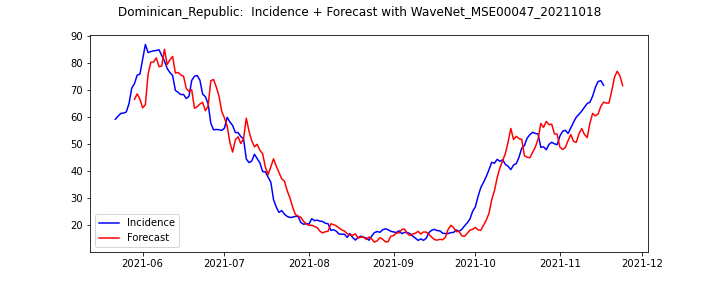 Dominican_Republic:  Incidence + Forecast with WaveNet_MSE00047_20211018
90
80
70
60
50
40
30
20
Incidence
Forecast
2021-06 2021-07 2021-08 2021-09 2021-10 2021-11 2021-12